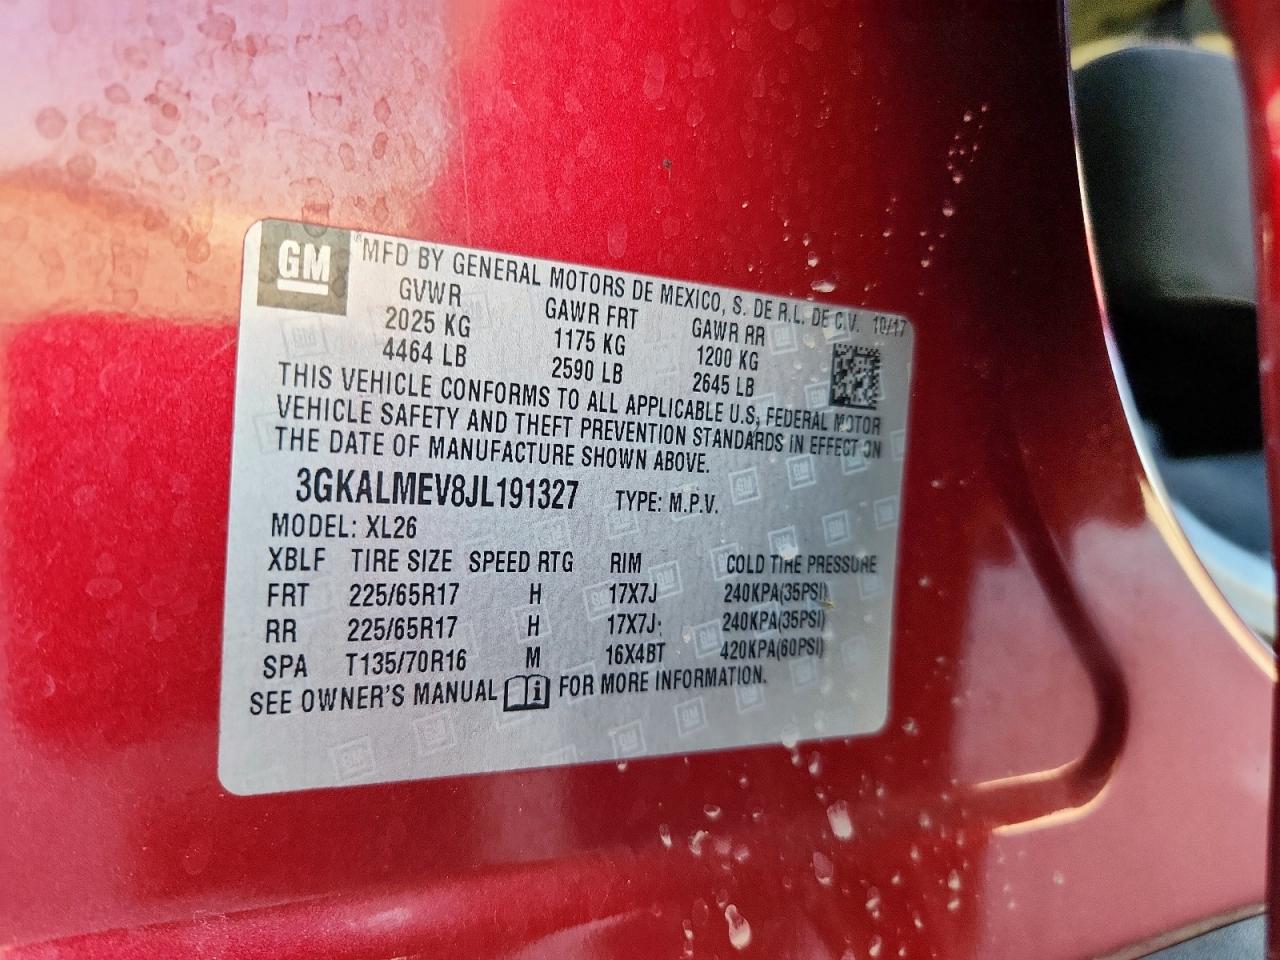 GM
MFD BY GENERAL MOTORS DE MEXICO, S. DE R.L. DE C.V. 10/17
GVWR GAWR FRT GAWR RR
2025 KG 1175 KG 1200 KG
4464 LB 2590 LB 2645 LB
THIS VEHICLE CONFORMS TO ALL APPLICABLE U.S. FEDERAL MOTOR
VEHICLE SAFETY AND THEFT PREVENTION STANDARDS IN EFFECT ON
THE DATE OF MANUFACTURE SHOWN ABOVE.
3GKALMEV8JL191327 TYPE: M.P.V.
MODEL: XL26
XBLF TIRE SIZE SPEED RTG RIM COLD TIRE PRESSURE
FRT 225/65R17 H 17X7J 240KPA(35PSI)
RR 225/65R17 H 17X7J 240KPA(35PSI)
SPA T135/70R16 M 16X4BT 420KPA(60PSI)
SEE OWNER'S MANUAL FOR MORE INFORMATION.